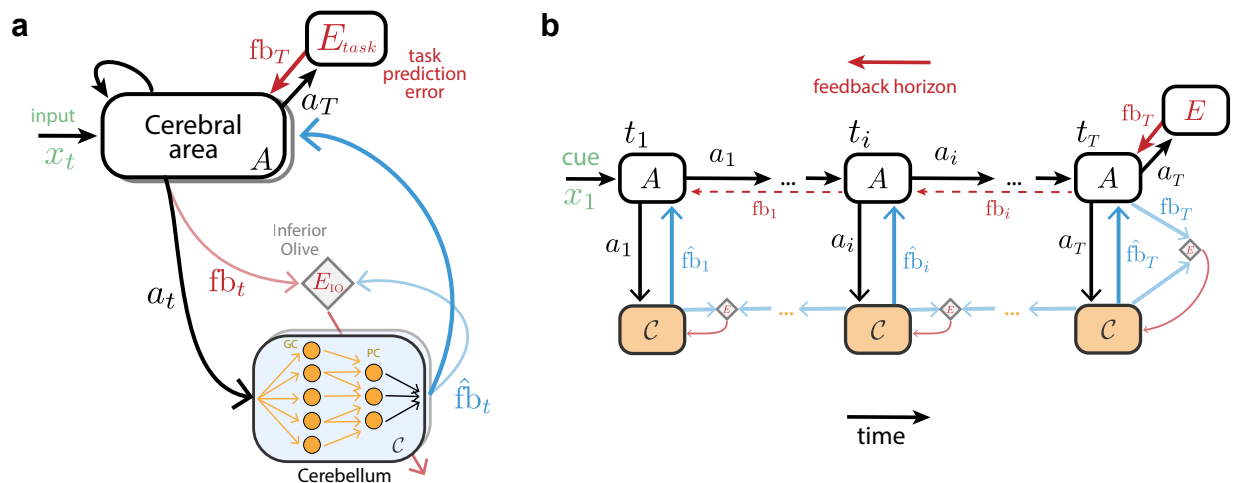 a
E_task
fb_T
task
prediction
error
a_T
input
x_t
Cerebral
area
A
Inferior
Olive
fb_t
E_IO
a_t
GC
PC
f̂b_t
C
Cerebellum
b
feedback horizon
E
fb_T
t_1
t_i
t_T
a_T
cue
x_1
A
a_1
...
A
a_i
...
A
fb_1
fb_i
fb_T
a_1
f̂b_1
a_i
f̂b_i
a_T
f̂b_T
E
C
E
...
C
E
...
C
time